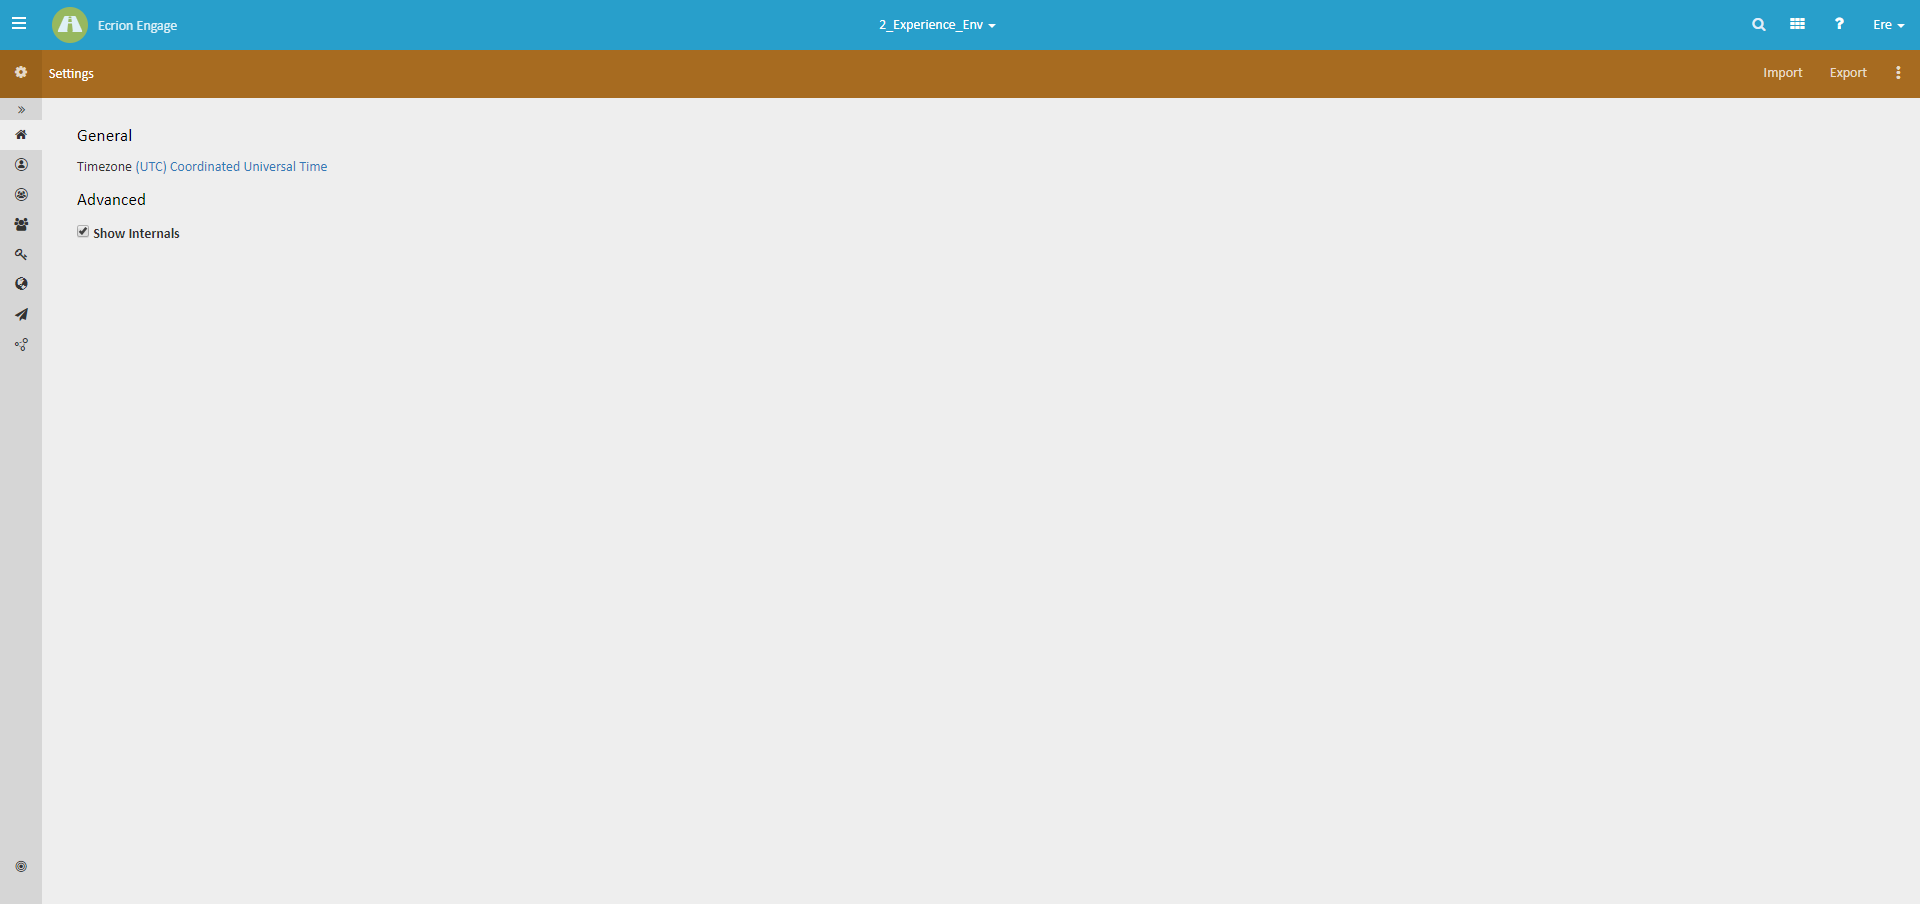 Ecrion Engage
2_Experience_Env
?
Ere
Settings
Import
Export
General
Timezone (UTC) Coordinated Universal Time
Advanced
Show Internals